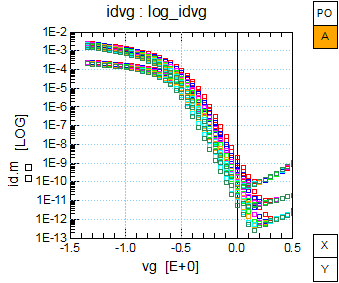 idvg : log_idvg
PO
A
1E-2
1E-3
1E-4
1E-5
1E-6
1E-7
1E-8
1E-9
1E-10
1E-11
1E-12
1E-13
id.m [LOG]
-1.5 -1.0 -0.5 0.0 0.5
vg [E+0]
X
Y